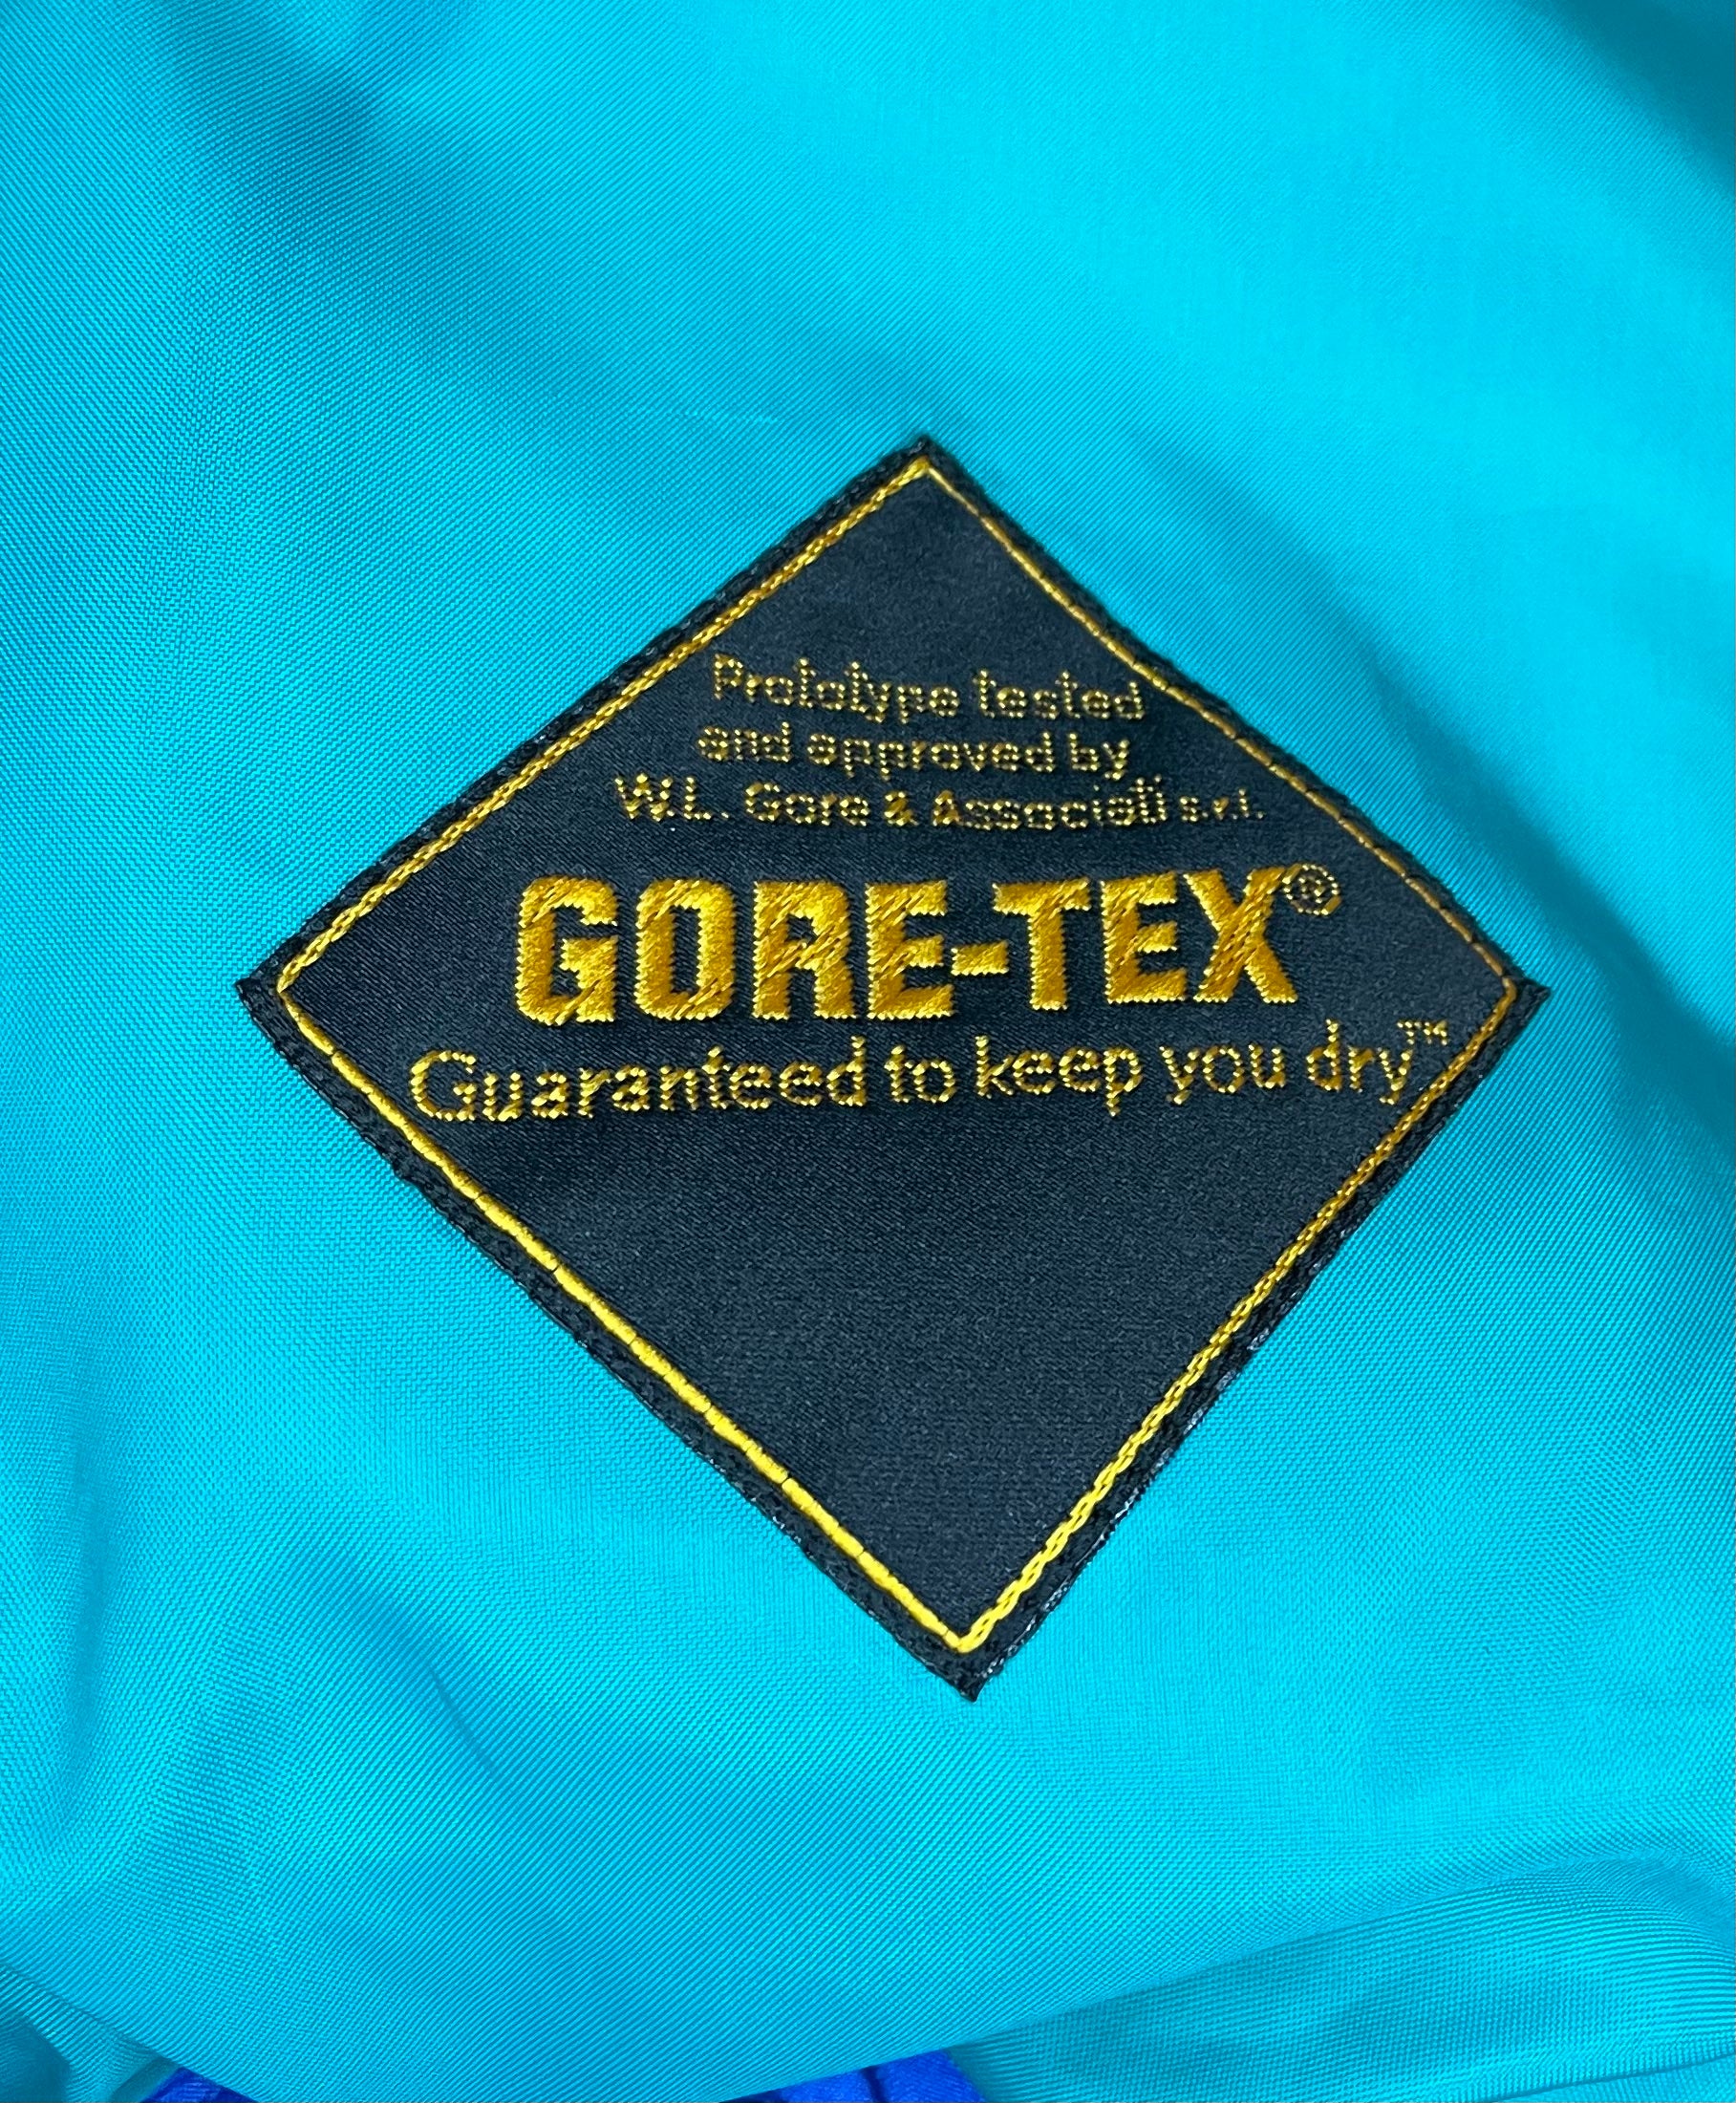 Prototype tested
and approved by
W.L. Gore & Associati s.r.l.
GORE-TEX®
Guaranteed to keep you dry™